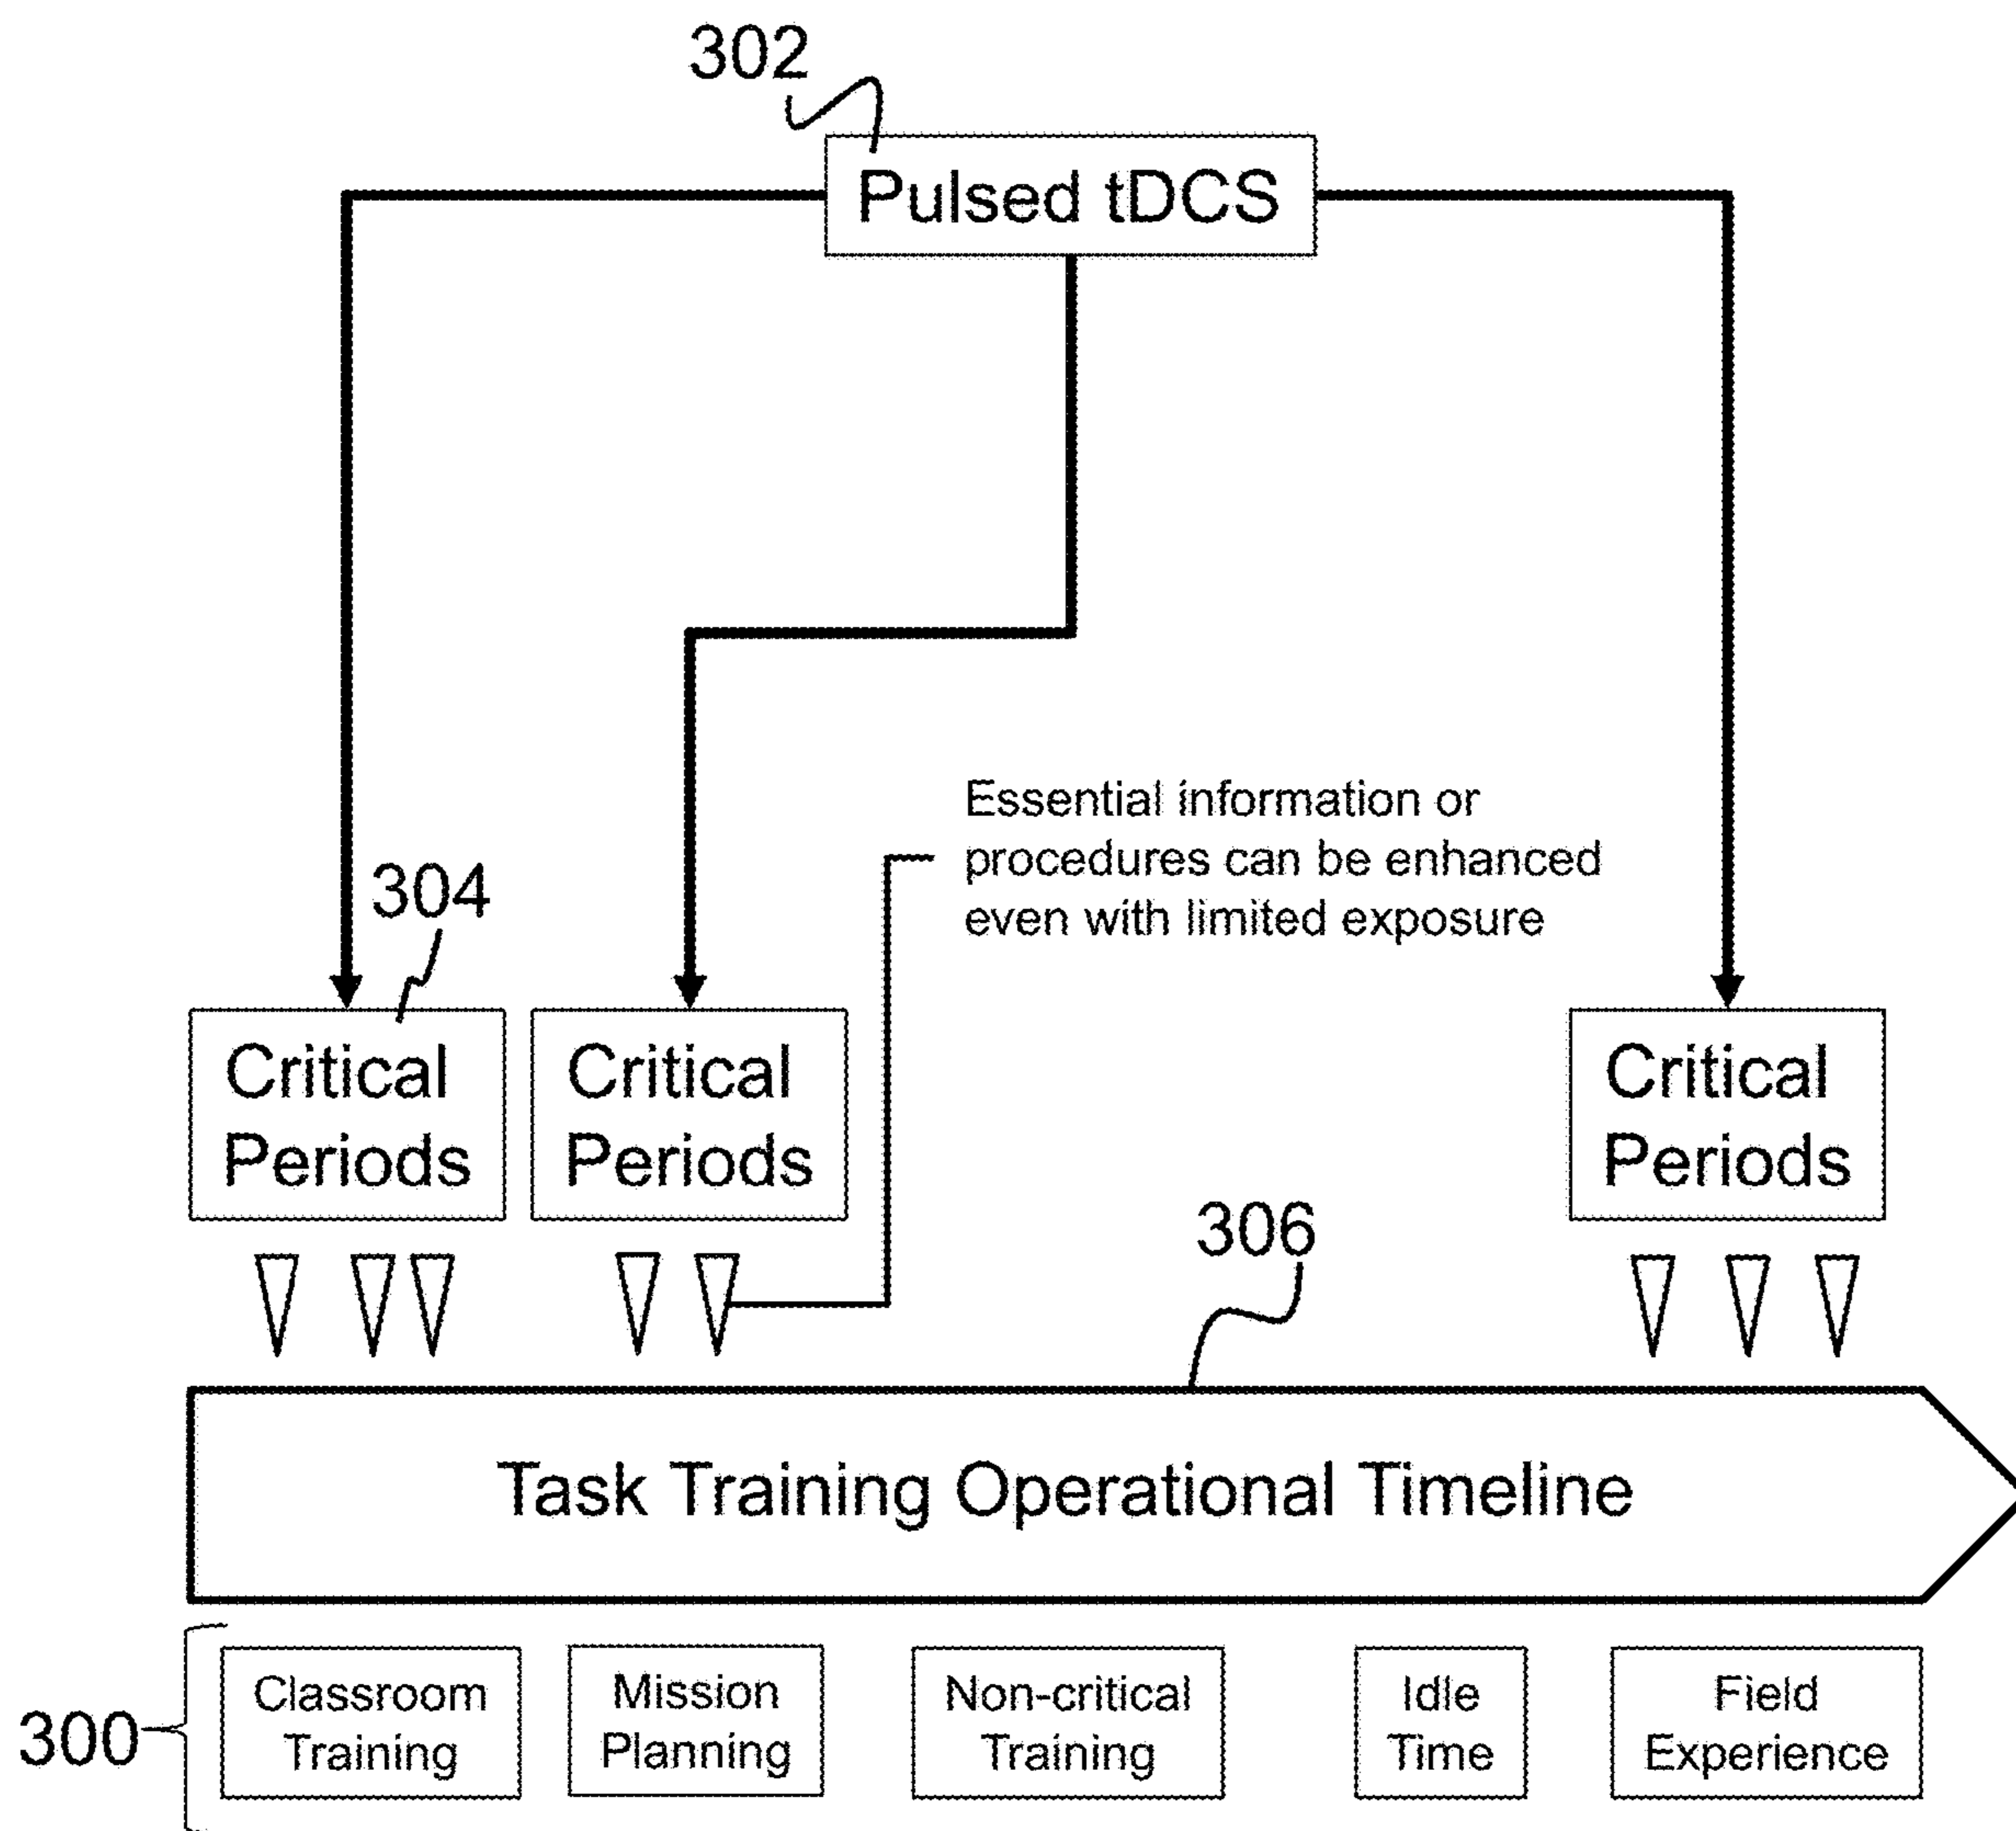 302
Pulsed tDCS
Essential information or
procedures can be enhanced
even with limited exposure
304
Critical
Periods
Critical
Periods
Critical
Periods
306
Task Training Operational Timeline
300
Classroom
Training
Mission
Planning
Non-critical
Training
Idle
Time
Field
Experience